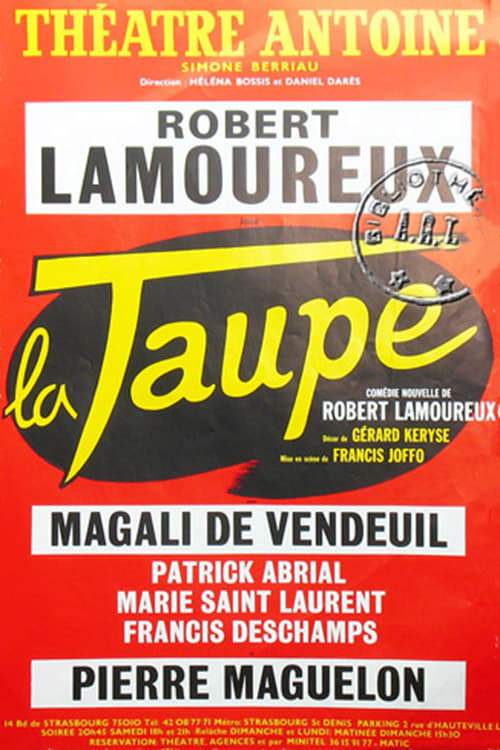 THÉATRE ANTOINE
SIMONE BERRIAU
Direction : HÉLÉNA BOSSIS et DANIEL DARÈS
ROBERT
LAMOUREUX
joue
BIBLIOTHÈ
A.R.T.
la Taupe
COMÉDIE NOUVELLE DE
ROBERT LAMOUREUX
Décor de GÉRARD KERYSE
Mise en scène de FRANCIS JOFFO
MAGALI DE VENDEUIL
PATRICK ABRIAL
MARIE SAINT LAURENT
FRANCIS DESCHAMPS
PIERRE MAGUELON
14 Bd de STRASBOURG 75010 Tél: 42 08 77 71 Métro: STRASBOURG St DENIS PARKING 2 rue d'HAUTEVILLE
SOIREE 20h45 SAMEDI 18h et 21h Relâche DIMANCHE et LUNDI: MATINEE DIMANCHE 15h30
RESERVATION: THÉATRE, AGENCES et par MINITEL 36.15 91 77 - MATIC